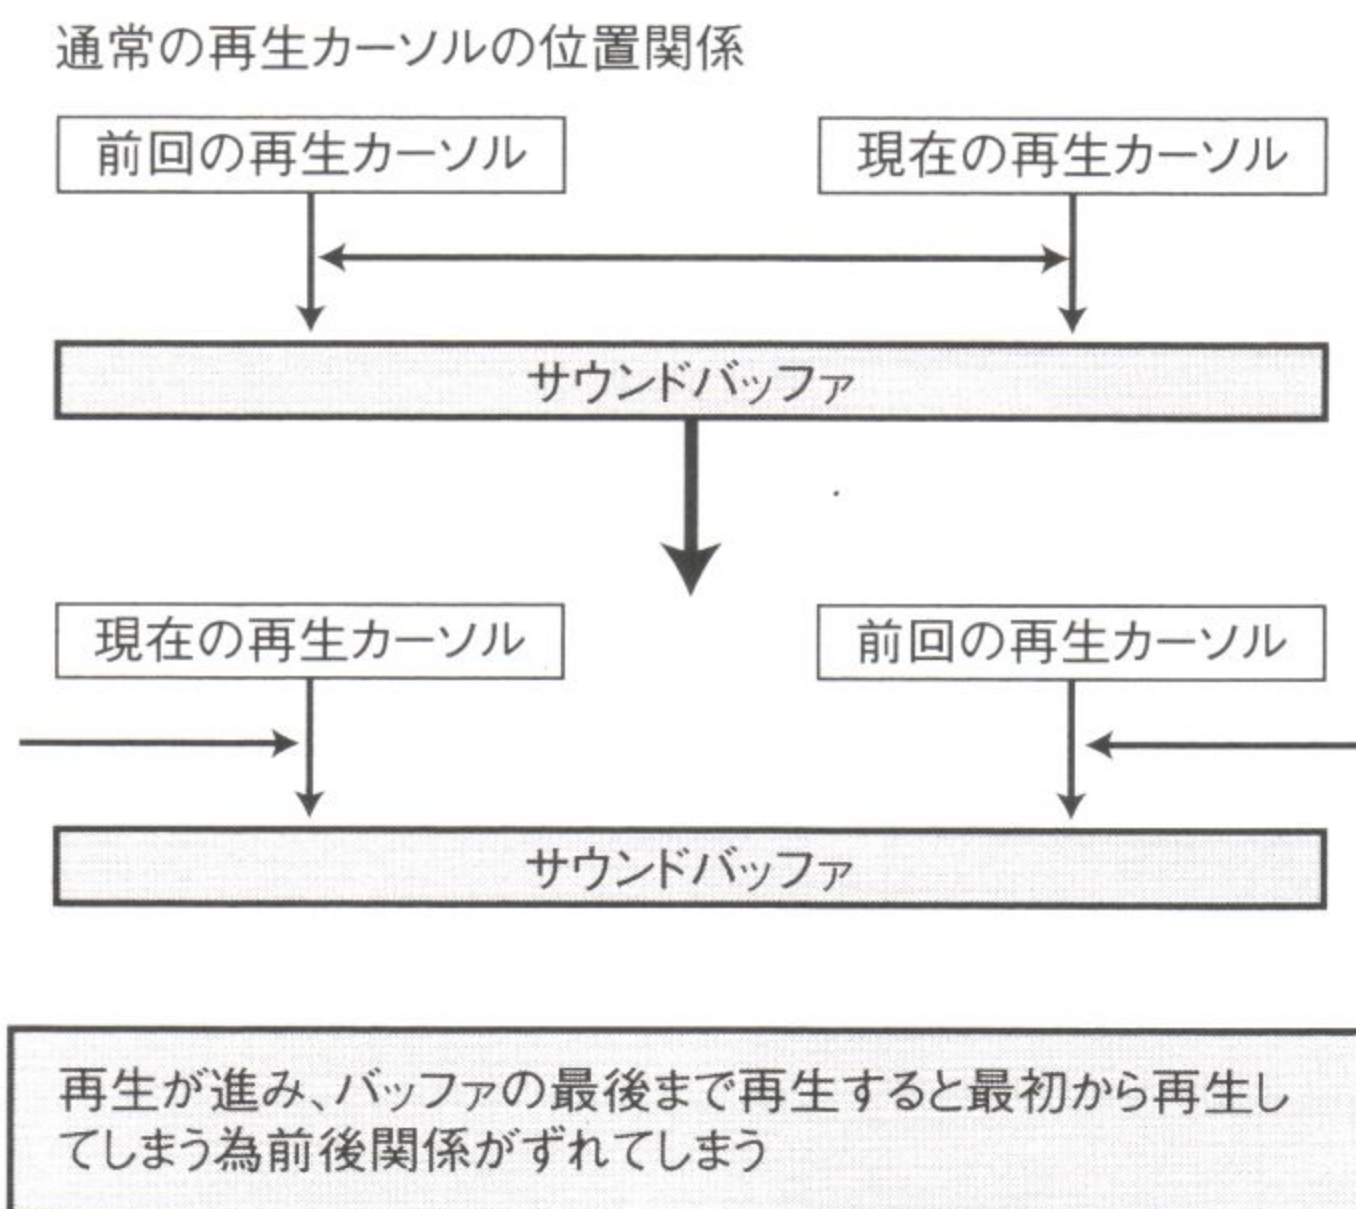 通常の再生カーソルの位置関係
前回の再生カーソル
現在の再生カーソル
サウンドバッファ
現在の再生カーソル
前回の再生カーソル
サウンドバッファ
再生が進み、バッファの最後まで再生すると最初から再生し
てしまう為前後関係がずれてしまう